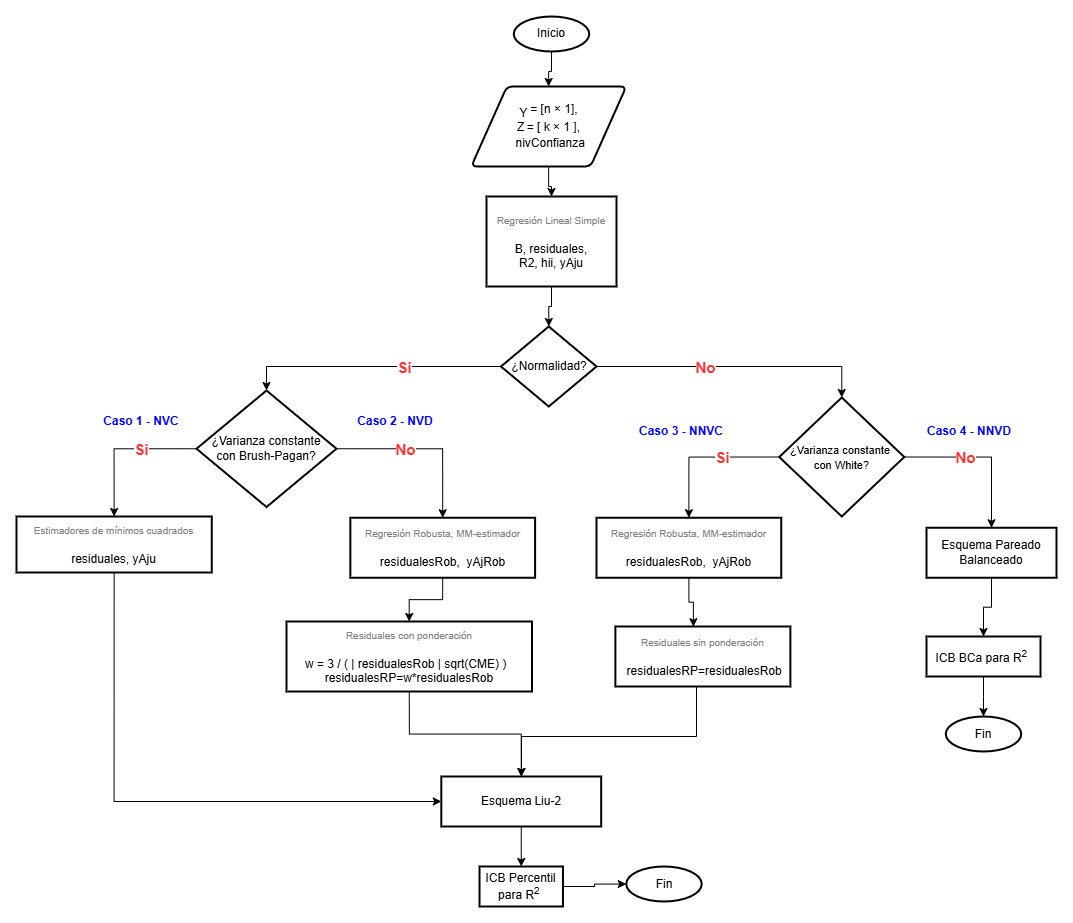 Inicio
Y = [n × 1],
Z = [ k × 1 ],
nivConfianza
Regresión Lineal Simple
B, residuales,
R2, hii, yAju
¿Normalidad?
Si
No
Caso 1 - NVC
¿Varianza constante
con Brush-Pagan?
Caso 2 - NVD
Si
No
Caso 3 - NNVC
¿Varianza constante
con White?
Caso 4 - NNVD
Si
No
Estimadores de mínimos cuadrados
residuales, yAju
Regresión Robusta, MM-estimador
residualesRob, yAjRob
Regresión Robusta, MM-estimador
residualesRob, yAjRob
Esquema Pareado
Balanceado
Residuales con ponderación
w = 3 / ( | residualesRob | sqrt(CME) )
residualesRP=w*residualesRob
Residuales sin ponderación
residualesRP=residualesRob
ICB BCa para R²
Fin
Esquema Liu-2
ICB Percentil
para R²
Fin